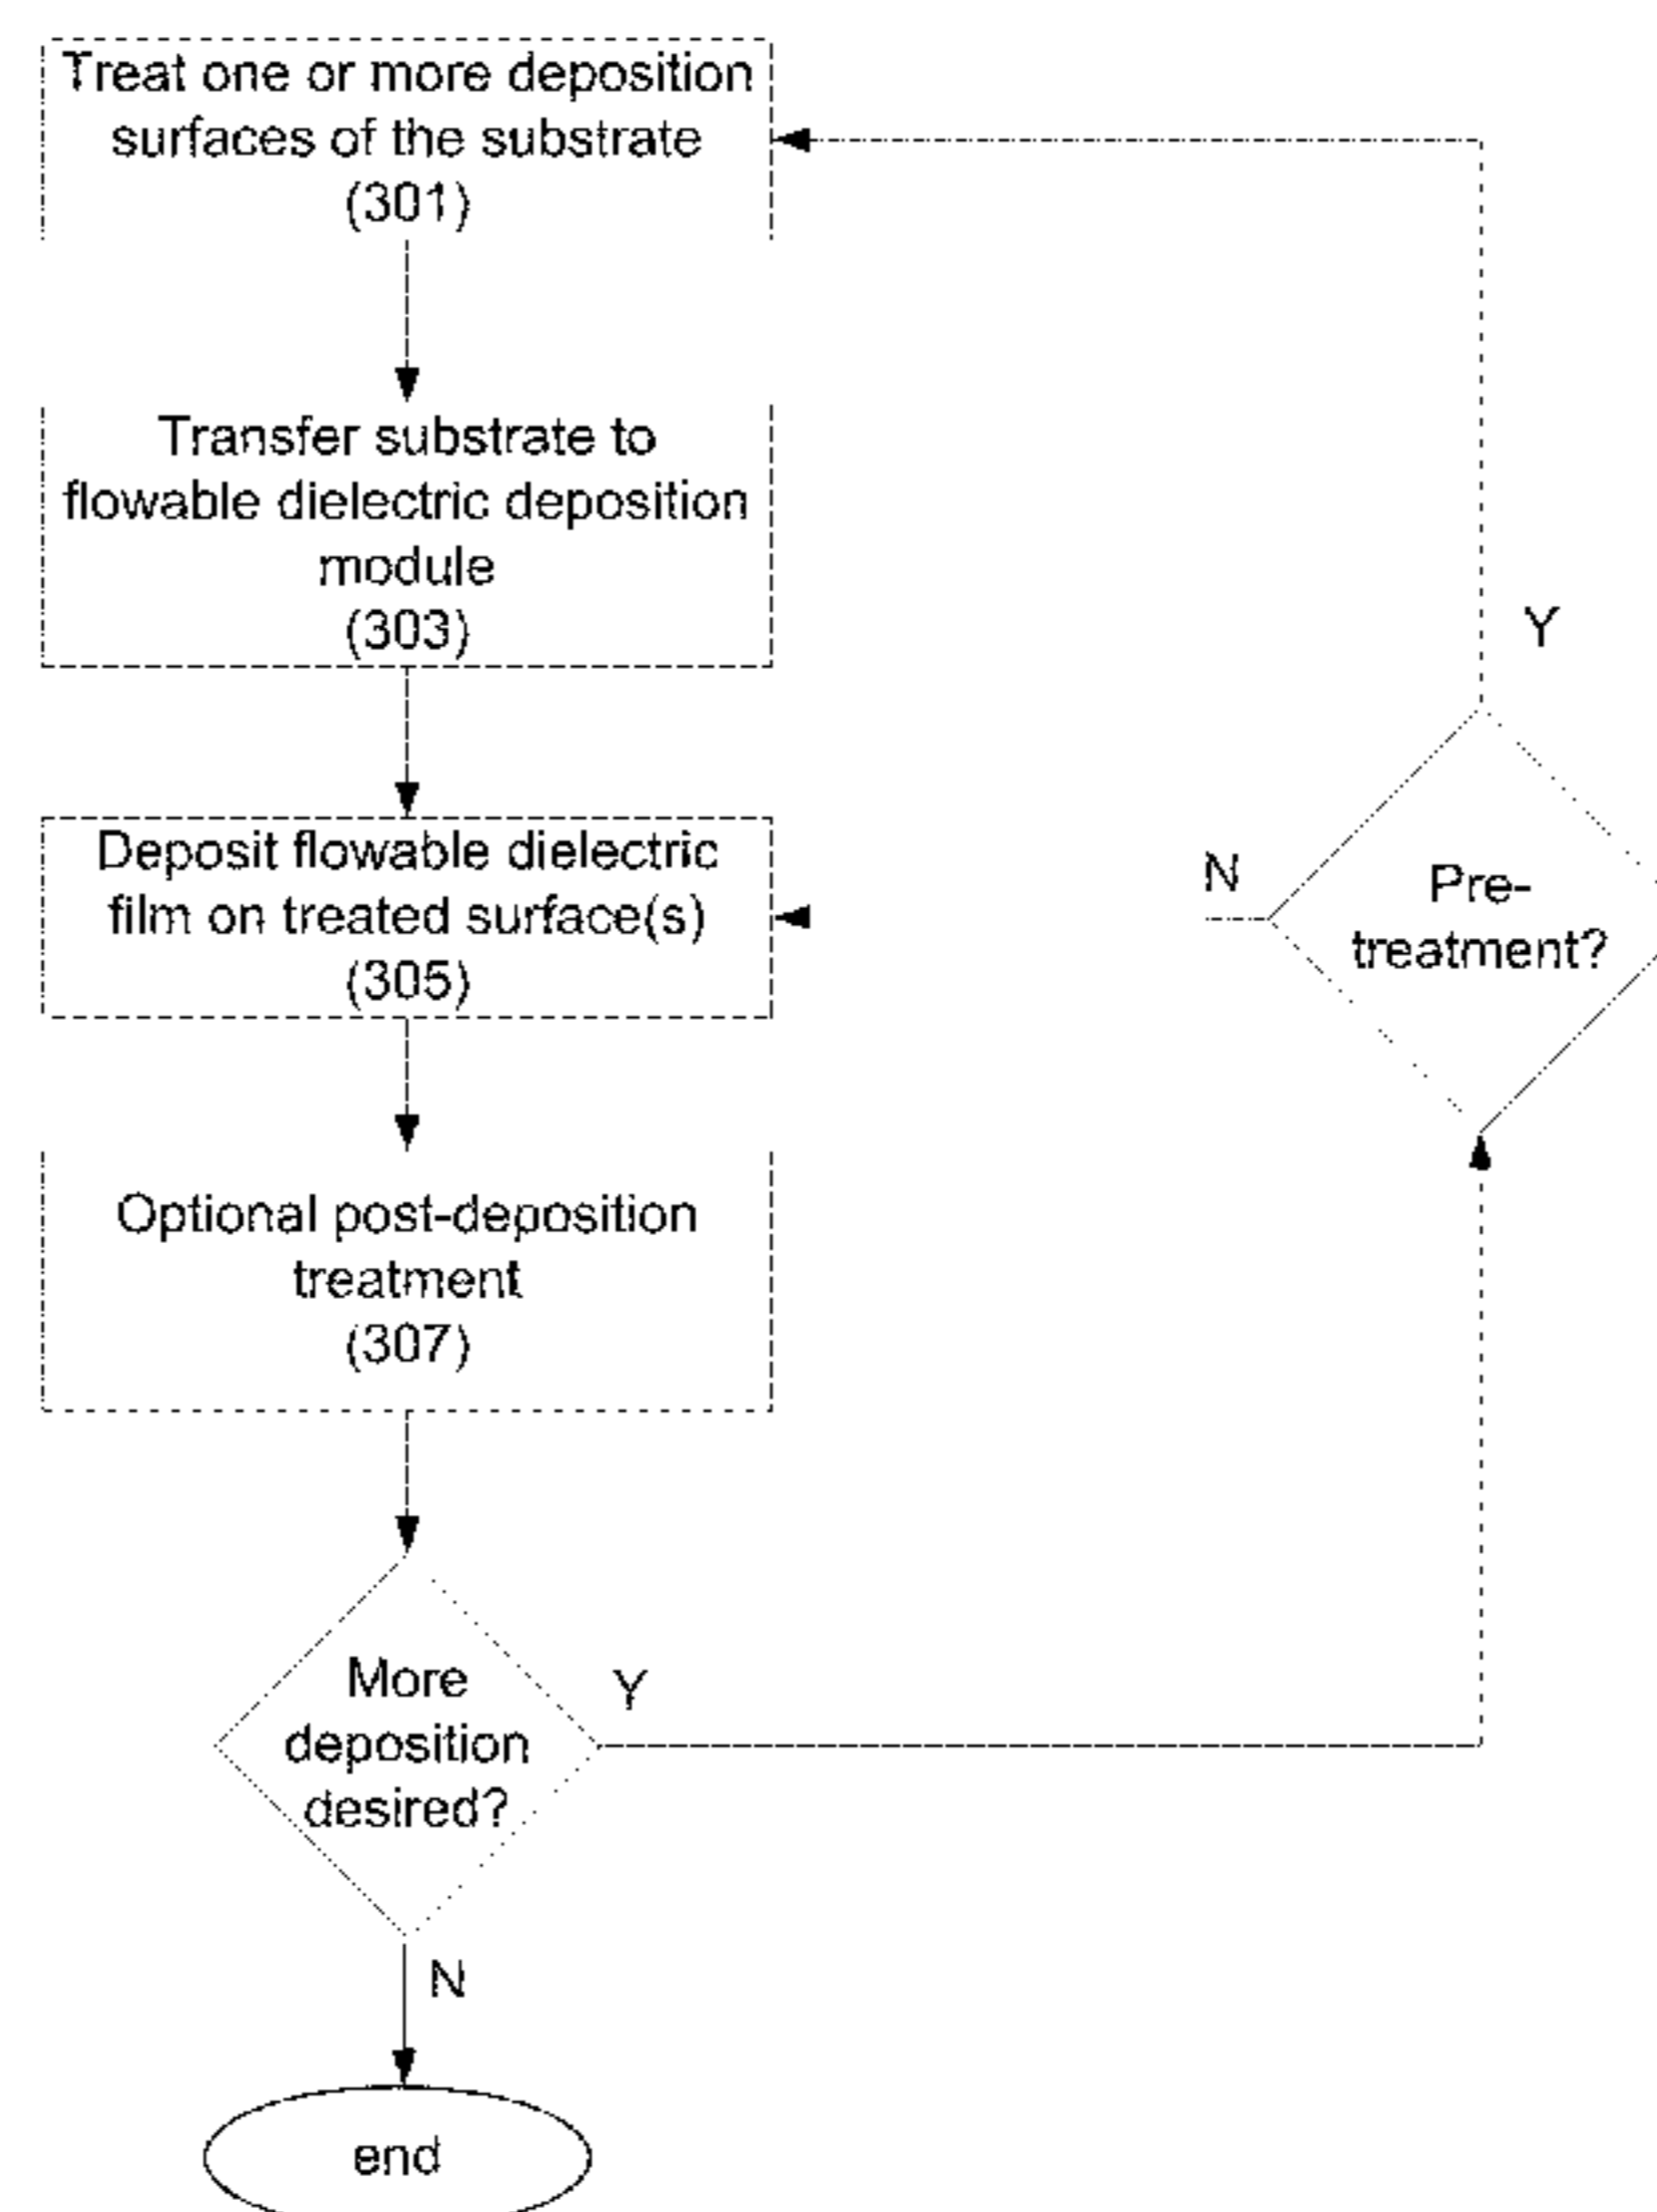 Treat one or more deposition
surfaces of the substrate
(301)
Transfer substrate to
flowable dielectric deposition
module
(303)
Y
Deposit flowable dielectric
film on treated surface(s)
(305)
N
Pre-
treatment?
Optional post-deposition
treatment
(307)
More
deposition
desired?
Y
N
end